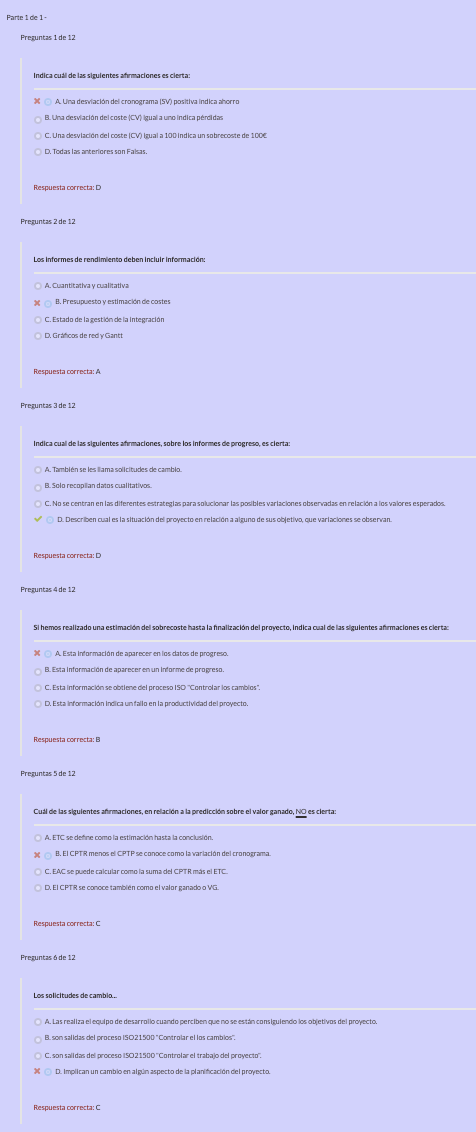 Parte 1 de 1 -
Preguntas 1 de 12
Indica cuál de las siguientes afirmaciones es cierta:
A. Una desviación del cronograma (SV) positiva indica ahorro
B. Una desviación del coste (CV) igual a uno indica pérdidas
C. Una desviación del coste (CV) igual a 100 indica un sobrecoste de 100€
D. Todas las anteriores son Falsas.
Respuesta correcta: D
Preguntas 2 de 12
Los informes de rendimiento deben incluir información:
A. Cuantitativa y cualitativa
B. Presupuesto y estimación de costes
C. Estado de la gestión de la integración
D. Gráficos de red y Gantt
Respuesta correcta: A
Preguntas 3 de 12
Indica cual de las siguientes afirmaciones, sobre los informes de progreso, es cierta:
A. También se les llama solicitudes de cambio.
B. Solo recopilan datos cualitativos.
C. No se centran en las diferentes estrategias para solucionar las posibles variaciones observadas en relación a los valores esperados.
D. Describen cual es la situación del proyecto en relación a alguno de sus objetivo, que variaciones se observan.
Respuesta correcta: D
Preguntas 4 de 12
Si hemos realizado una estimación del sobrecoste hasta la finalización del proyecto, indica cual de las siguientes afirmaciones es cierta:
A. Esta información de aparecer en los datos de progreso.
B. Esta información de aparecer en un informe de progreso.
C. Esta información se obtiene del proceso ISO "Controlar los cambios".
D. Esta información indica un fallo en la productividad del proyecto.
Respuesta correcta: B
Preguntas 5 de 12
Cuál de las siguientes afirmaciones, en relación a la predicción sobre el valor ganado, NO es cierta:
A. ETC se define como la estimación hasta la conclusión.
B. El CPTR menos el CPTP se conoce como la variación del cronograma.
C. EAC se puede calcular como la suma del CPTR más el ETC.
D. El CPTR se conoce también como el valor ganado o VG.
Respuesta correcta: C
Preguntas 6 de 12
Los solicitudes de cambio...
A. Las realiza el equipo de desarrollo cuando perciben que no se están consiguiendo los objetivos del proyecto.
B. son salidas del proceso ISO21500 "Controlar el los cambios".
C. son salidas del proceso ISO21500 "Controlar el trabajo del proyecto".
D. Implican un cambio en algún aspecto de la planificación del proyecto.
Respuesta correcta: C